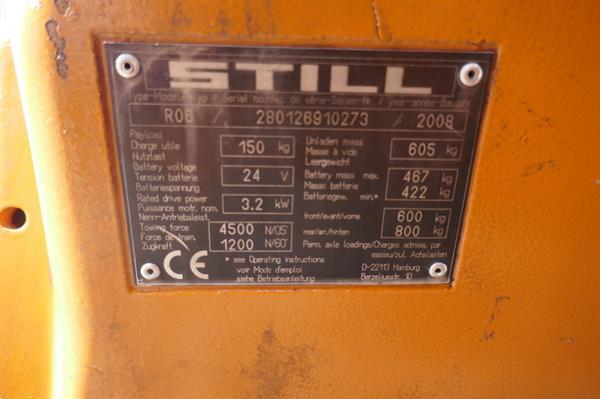 STILL
Type-Modèle-Typ / Serial no.-No. de série-Serien-Nr. / year-année-Baujahr
R06 / 280126910273 / 2008
Payload
Charge utile 150 kg
Nutzlast
Battery voltage
Tension batterie 24 V
Batteriespannung
Rated drive power
Puissance motr. nom. 3.2 kW
Nenn-Antriebsleist.
Towing force 4500 N/05'
Force de train. 1200 N/60'
Zugkraft
Unladen mass
Masse à vide 605 kg
Leergewicht
Battery mass max. 467 kg
Masse batterie 422 kg
Batteriegew. min.*
front/avant/vorne 600 kg
rear/arr./hinten 800 kg
Perm. axle loadings/Charges admiss. par
essieu/zul. Achslasten
CE
* see Operating instructions
voir Mode d'emploi
siehe Betriebsanleitung
D-22113 Hamburg
Berzeliusstr. 10